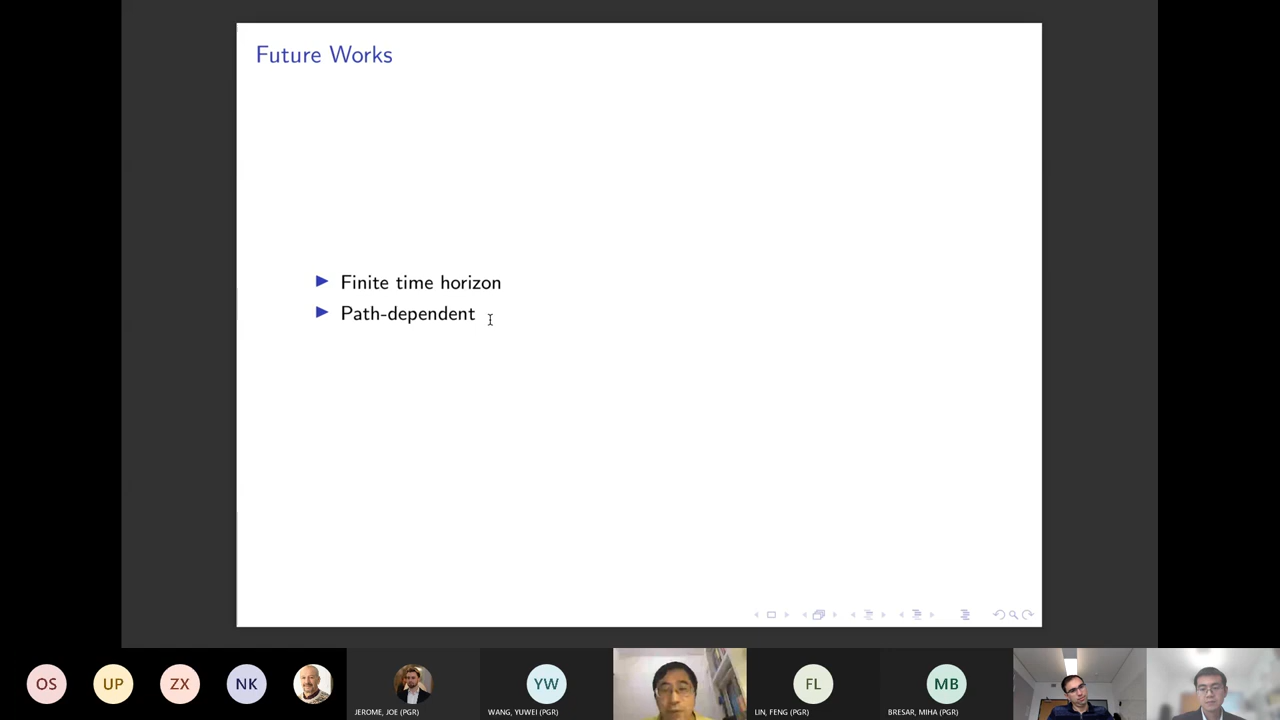 Future Works
Finite time horizon
Path-dependent
OS
UP
ZX
NK
JEROME, JOE (PGR)
YW
WANG, YUWEI (PGR)
FL
LIN, FENG (PGR)
MB
BRESAR, MIHA (PGR)